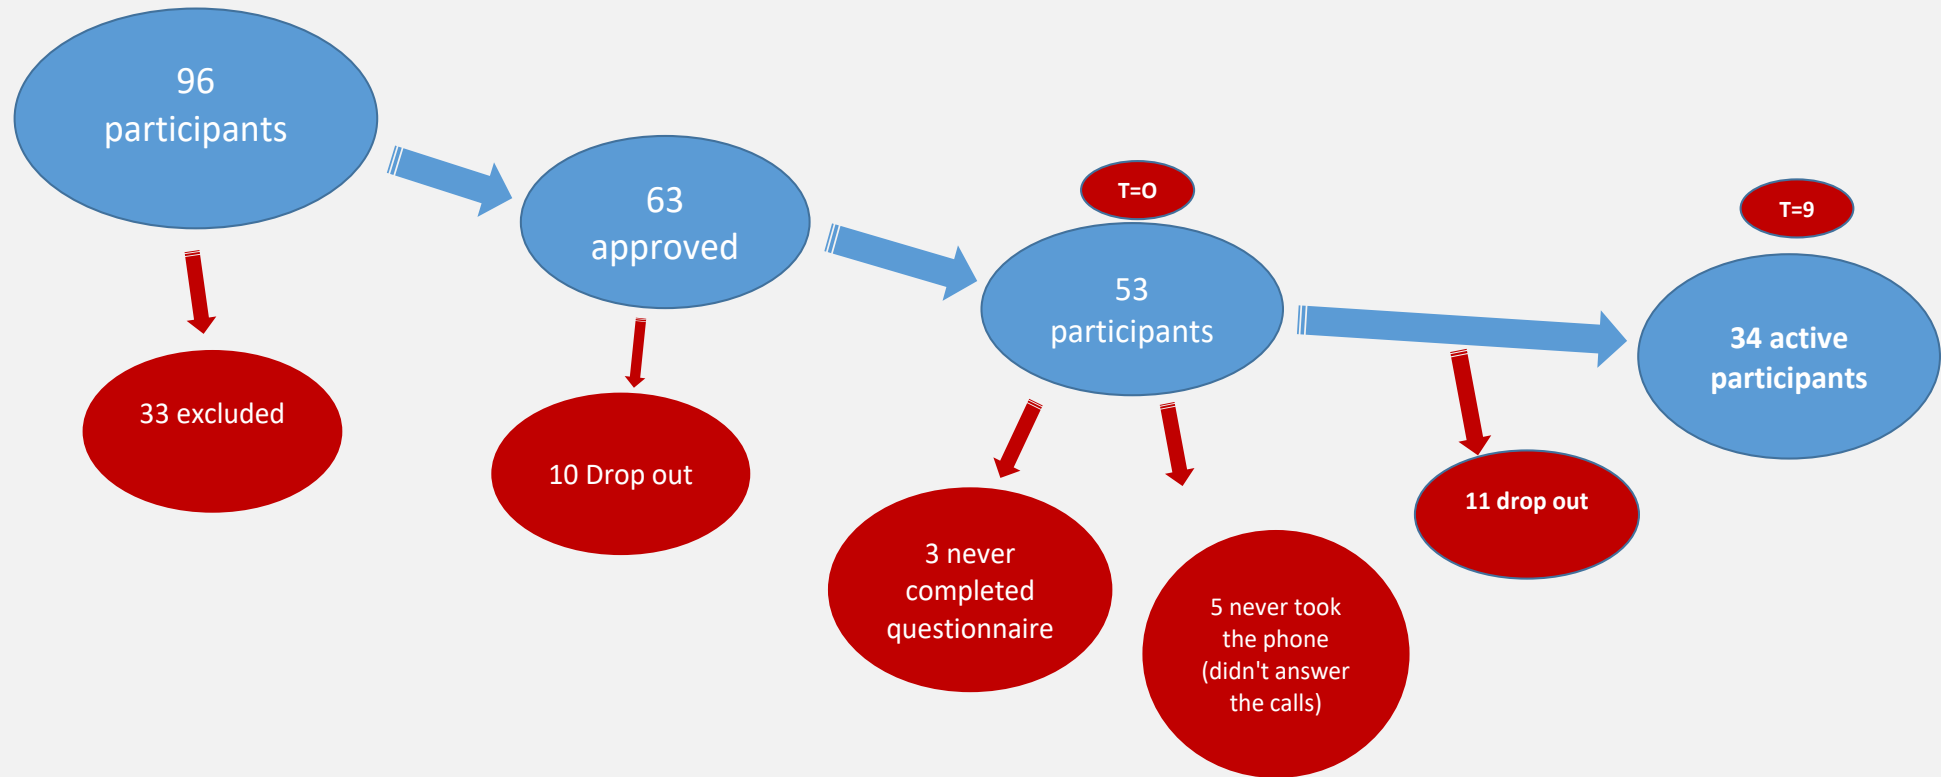 96
participants
63
approved
T=O
53
participants
T=9
34 active
participants
33 excluded
10 Drop out
3 never
completed
questionnaire
5 never took
the phone
(didn't answer
the calls)
11 drop out